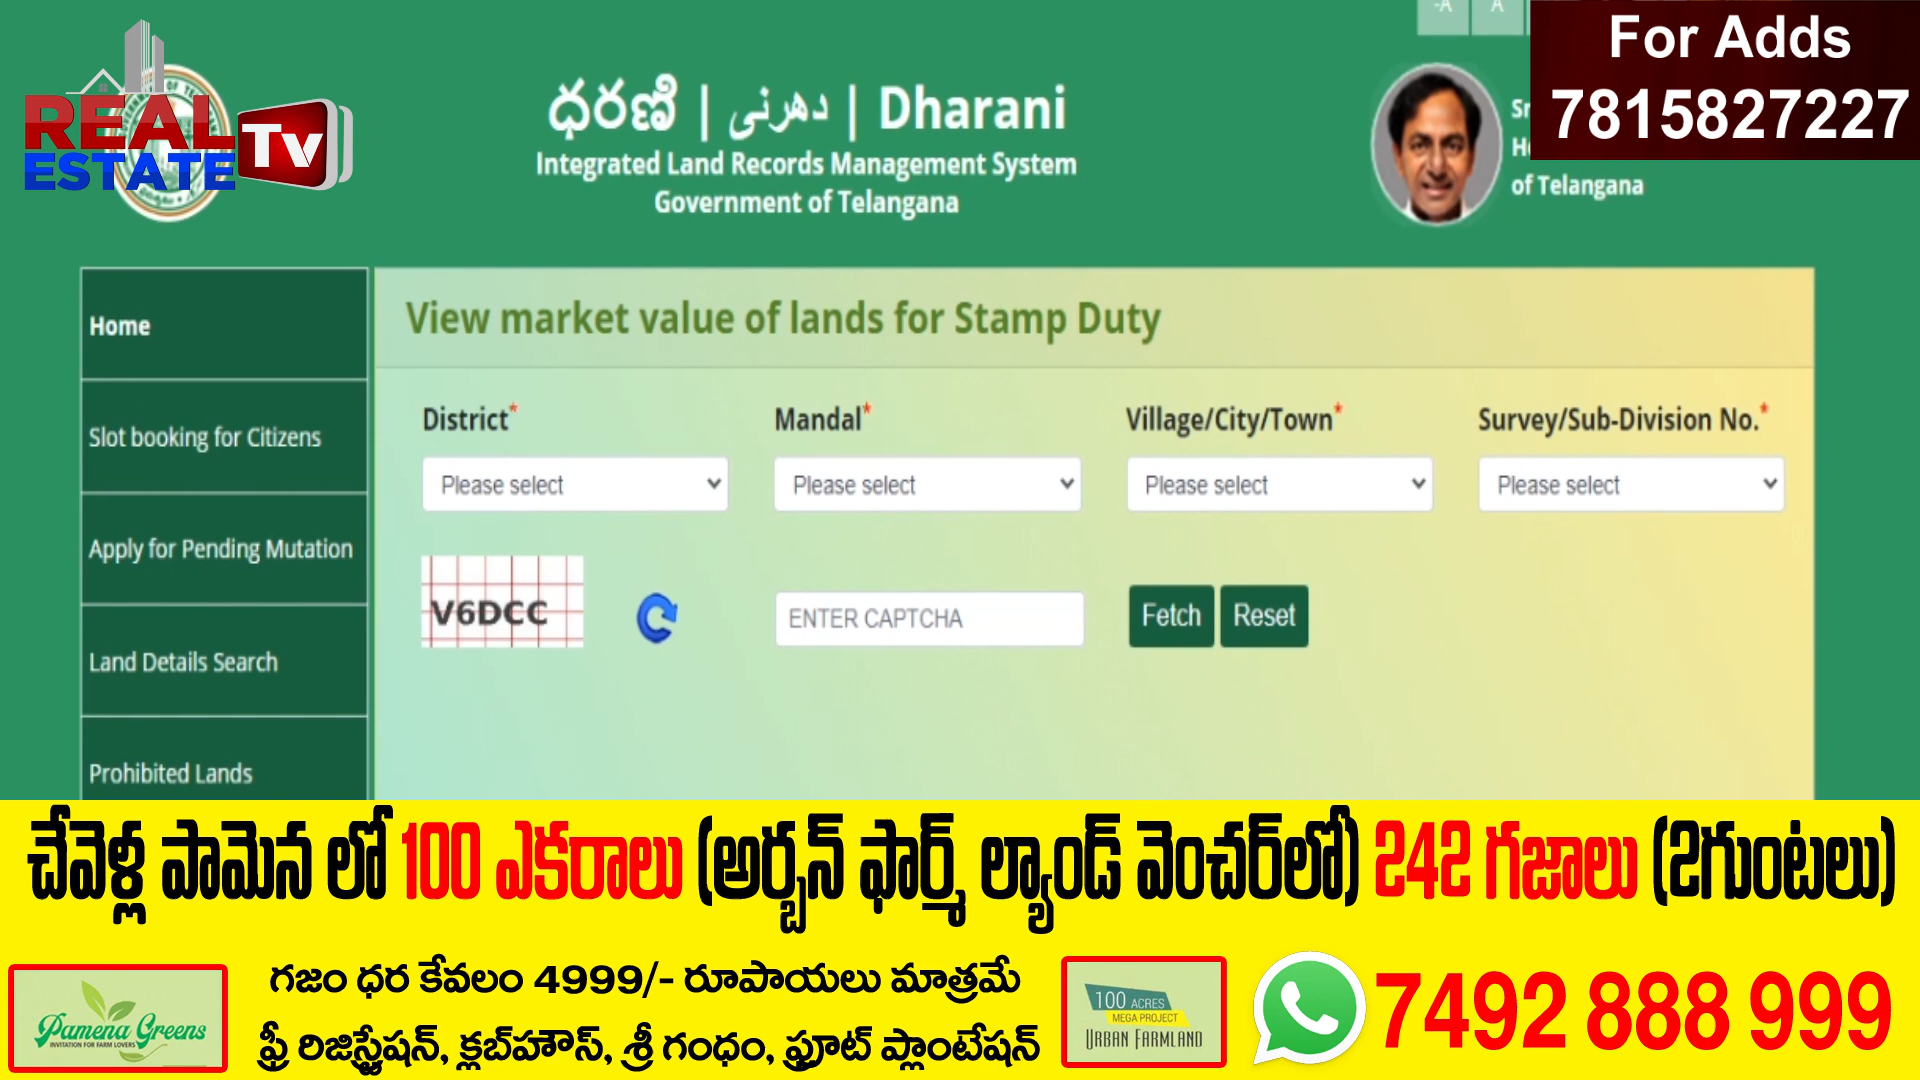 -A A
For Adds
7815827227
REAL
ESTATE
Tv
ధరణి | دھرنی | Dharani
Integrated Land Records Management System
Government of Telangana
of Telangana
Home
Slot booking for Citizens
Apply for Pending Mutation
Land Details Search
Prohibited Lands
View market value of lands for Stamp Duty
District* Mandal* Village/City/Town* Survey/Sub-Division No.*
Please select Please select Please select Please select
V6DCC ENTER CAPTCHA Fetch Reset
చేవెళ్ల పామెన లో 100 ఎకరాలు (అర్బన్ ఫార్మ్ ల్యాండ్ వెంచర్‌లో) 242 గజాలు (2గుంటలు)
Pamena Greens
INVITATION FOR FARM LOVERS
గజం ధర కేవలం 4999/- రూపాయలు మాత్రమే
ఫ్రీ రిజిస్ట్రేషన్, క్లబ్‌హౌస్, శ్రీ గంధం, ఫ్రూట్ ప్లాంటేషన్
100 ACRES
MEGA PROJECT
URBAN FARMLAND
7492 888 999